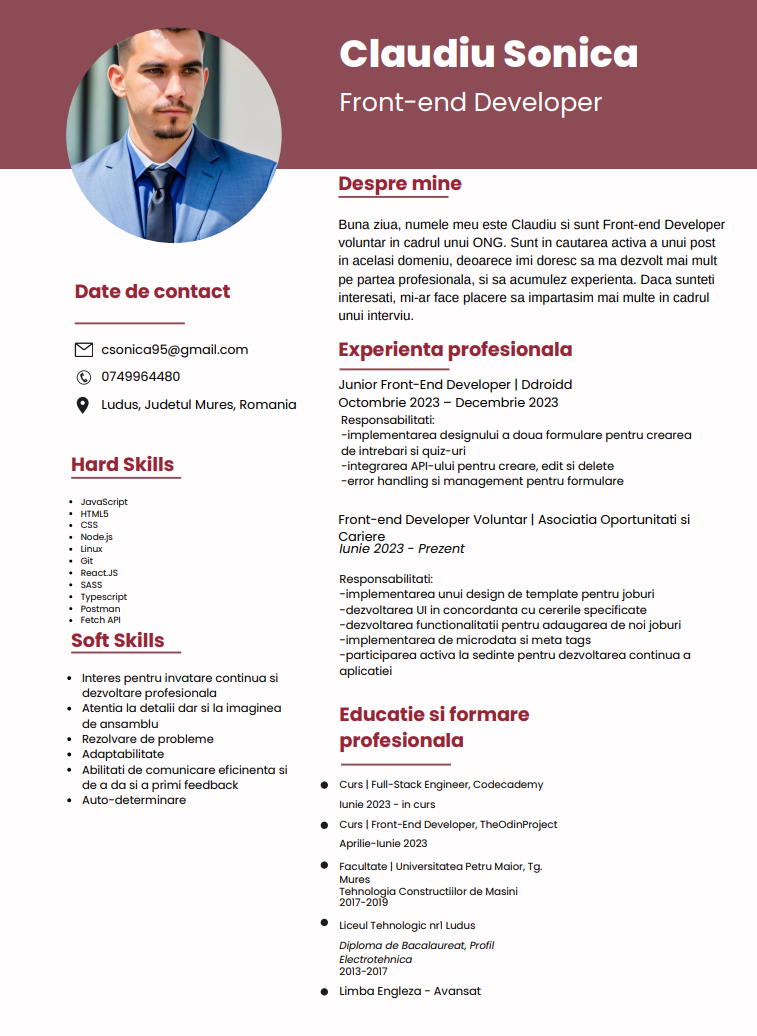 Claudiu Sonica
Front-end Developer
Date de contact
csonica95@gmail.com
0749964480
Ludus, Judetul Mures, Romania
Hard Skills
JavaScript
HTML5
CSS
Node.js
Linux
Git
React.JS
SASS
Typescript
Postman
Fetch API
Soft Skills
Interes pentru invatare continua si
dezvoltare profesionala
Atentia la detalii dar si la imaginea
de ansamblu
Rezolvare de probleme
Adaptabilitate
Abilitati de comunicare eficinenta si
de a da si a primi feedback
Auto-determinare
Despre mine
Buna ziua, numele meu este Claudiu si sunt Front-end Developer
voluntar in cadrul unui ONG. Sunt in cautarea activa a unui post
in acelasi domeniu, deoarece imi doresc sa ma dezvolt mai mult
pe partea profesionala, si sa acumulez experienta. Daca sunteti
interesati, mi-ar face placere sa impartasim mai multe in cadrul
unui interviu.
Experienta profesionala
Junior Front-End Developer | Ddroidd
Octombrie 2023 – Decembrie 2023
Responsabilitati:
-implementarea designului a doua formulare pentru crearea
de intrebari si quiz-uri
-integrarea API-ului pentru creare, edit si delete
-error handling si management pentru formulare
Front-end Developer Voluntar | Asociatia Oportunitati si
Cariere
Iunie 2023 - Prezent
Responsabilitati:
-implementarea unui design de template pentru joburi
-dezvoltarea UI in concordanta cu cererile specificate
-dezvoltarea functionalitatii pentru adaugarea de noi joburi
-implementarea de microdata si meta tags
-participarea activa la sedinte pentru dezvoltarea continua a
aplicatiei
Educatie si formare
profesionala
Curs | Full-Stack Engineer, Codecademy
Iunie 2023 - in curs
Curs | Front-End Developer, TheOdinProject
Aprilie-Iunie 2023
Facultate | Universitatea Petru Maior, Tg.
Mures
Tehnologia Constructiilor de Masini
2017-2019
Liceul Tehnologic nr1 Ludus
Diploma de Bacalaureat, Profil
Electrotehnica
2013-2017
Limba Engleza - Avansat